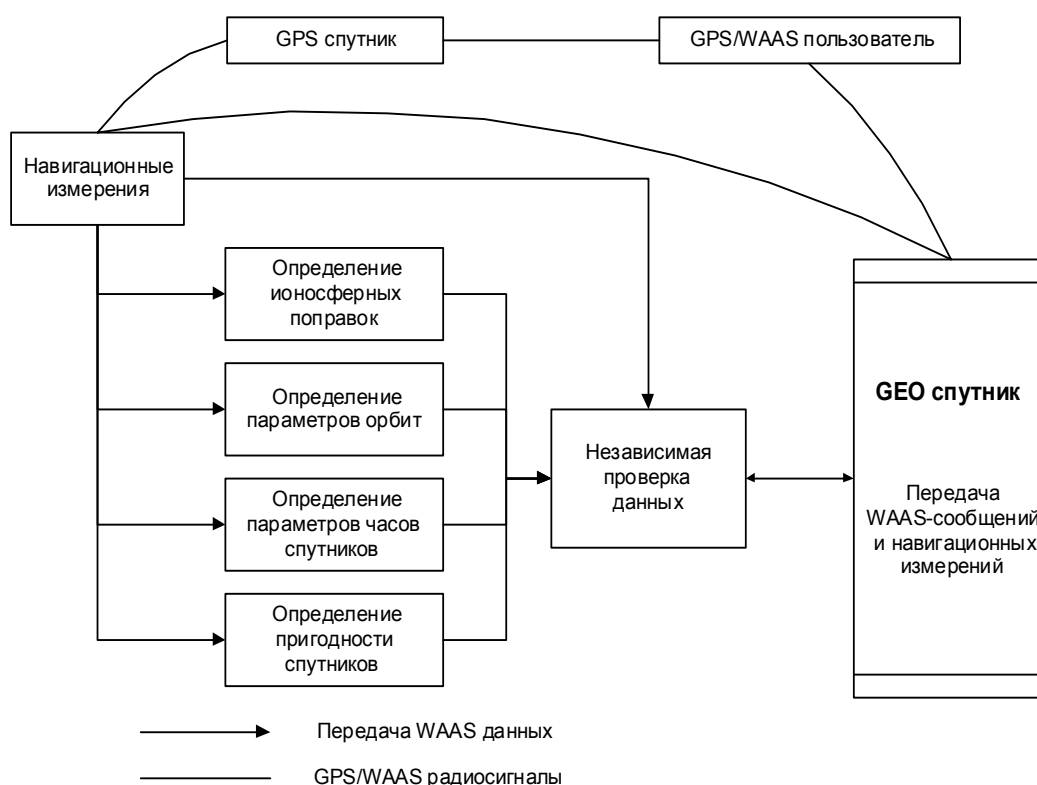 GPS спутник
GPS/WAAS пользователь
Навигационные
измерения
Определение
ионосферных
поправок
Определение
параметров орбит
Определение
параметров часов
спутников
Определение
пригодности
спутников
Независимая
проверка
данных
GEO спутник
Передача
WAAS-сообщений
и навигационных
измерений
Передача WAAS данных
GPS/WAAS радиосигналы